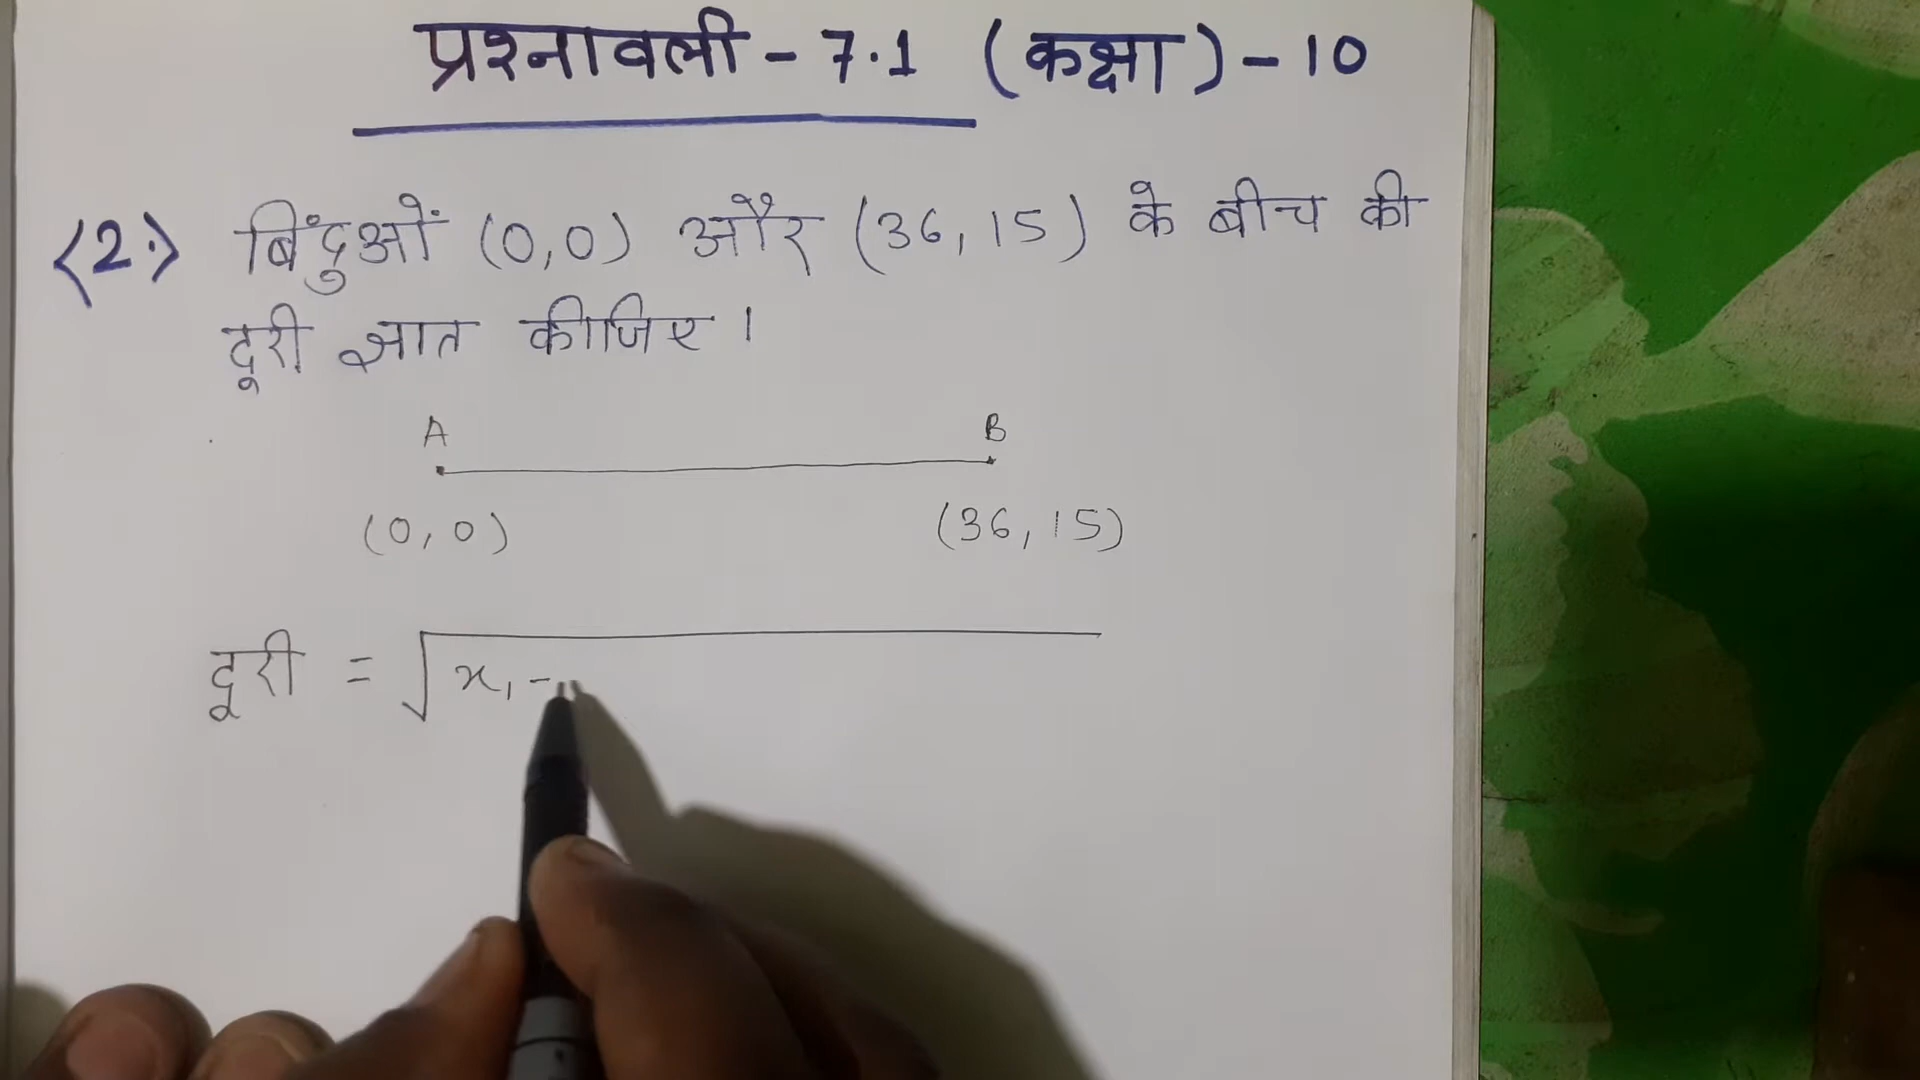 प्रश्नावली - 7.1 (कक्षा) - 10
<2.> बिंदुओं (0,0) और (36,15) के बीच की
दूरी ज्ञात कीजिए।
A B
(0,0) (36,15)
दूरी = √x₁ -